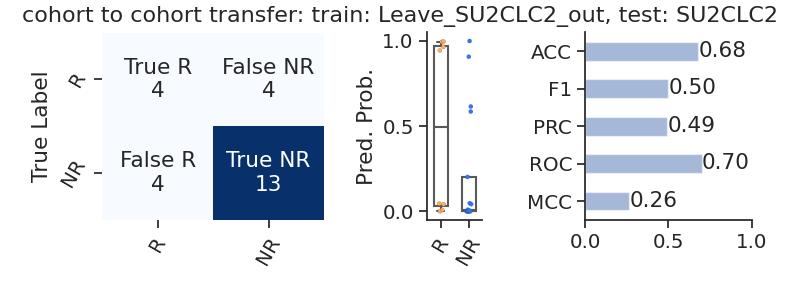 cohort to cohort transfer: train: Leave_SU2CLC2_out, test: SU2CLC2
True Label
R
NR
True R
4
False NR
4
False R
4
True NR
13
R
NR
Pred. Prob.
1.0
0.5
0.0
R
NR
ACC
0.68
F1
0.50
PRC
0.49
ROC
0.70
MCC
0.26
0.0
0.5
1.0